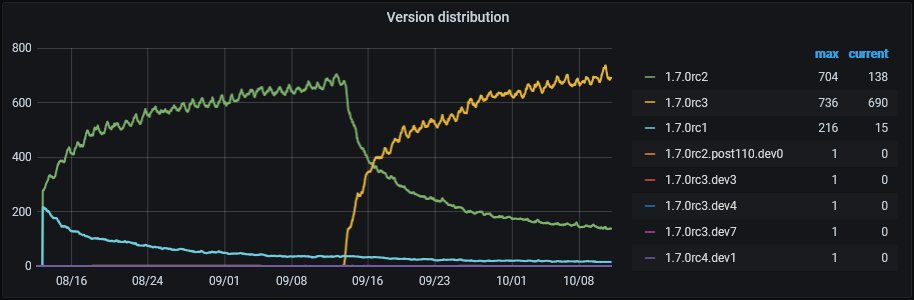 Version distribution
800
600
400
200
0
08/16 08/24 09/01 09/08 09/16 09/23 10/01 10/08
max current
1.7.0rc2 704 138
1.7.0rc3 736 690
1.7.0rc1 216 15
1.7.0rc2.post110.dev0 1 0
1.7.0rc3.dev3 1 0
1.7.0rc3.dev4 1 0
1.7.0rc3.dev7 1 0
1.7.0rc4.dev1 1 0